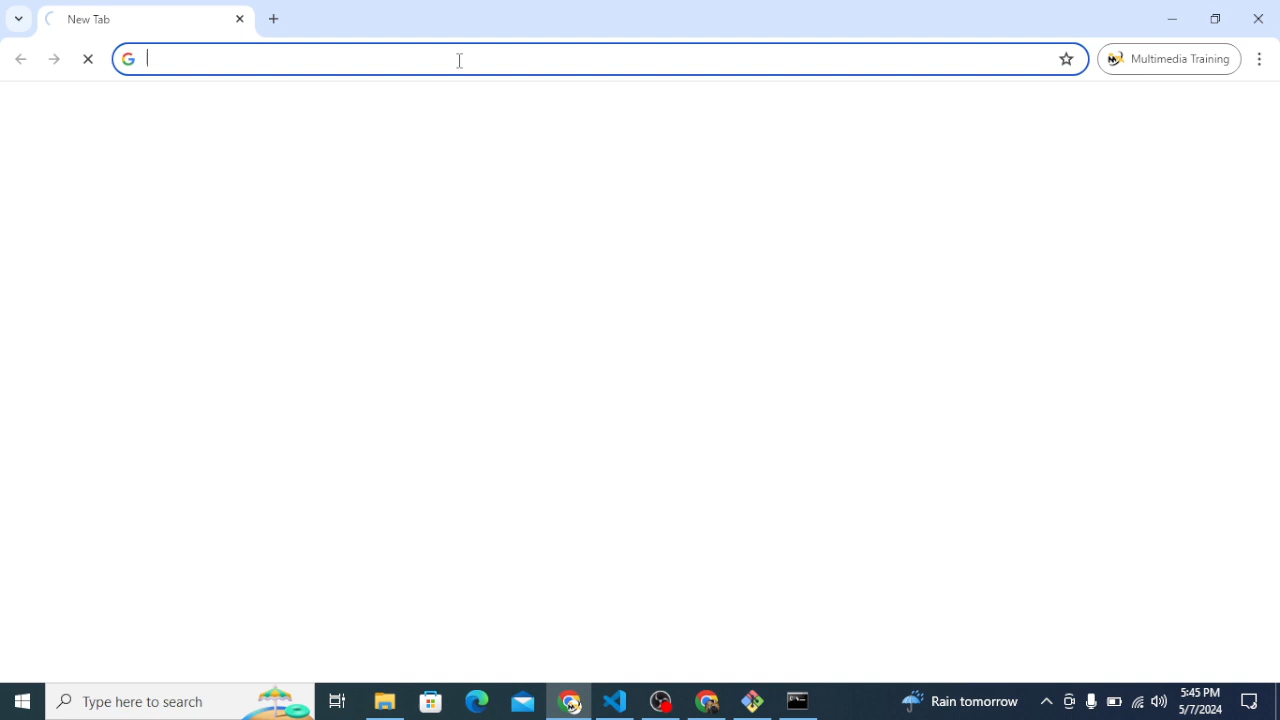 New Tab
Multimedia Training
Type here to search
Rain tomorrow
5:45 PM
5/7/2024